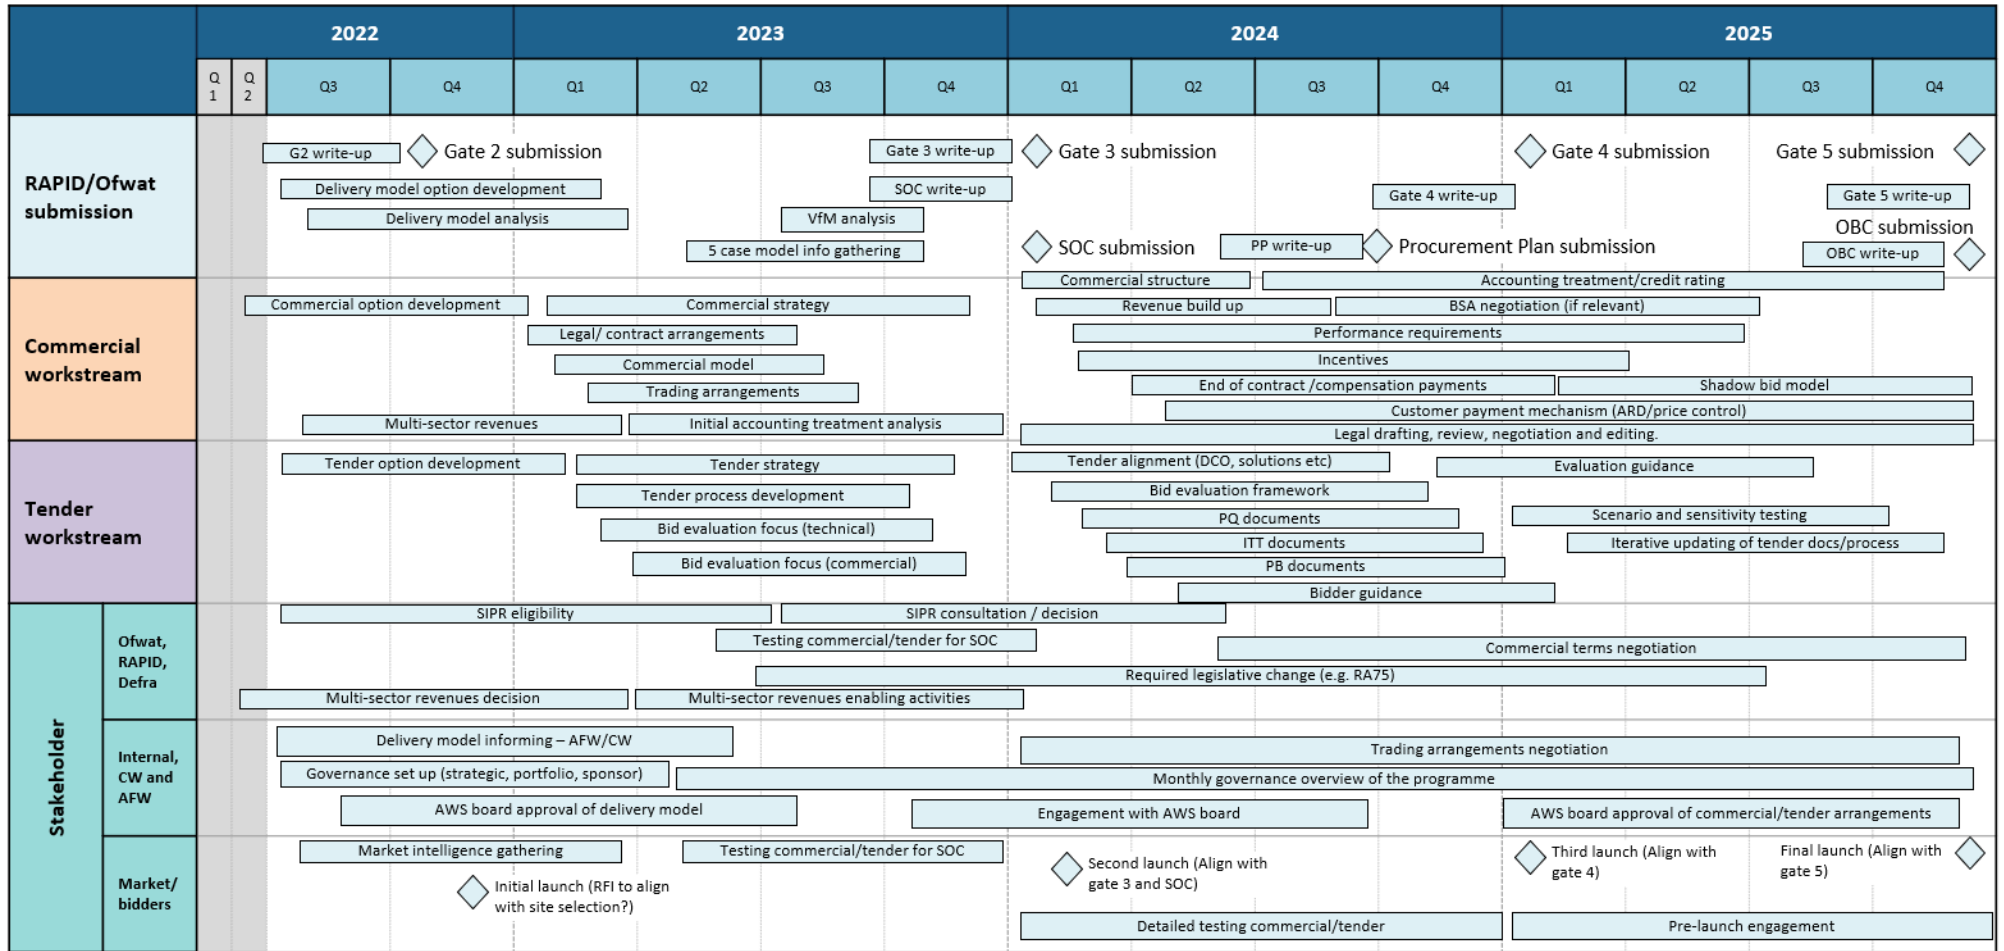 2022
2023
2024
2025
Q
1
Q
2
Q3
Q4
Q1
Q2
Q3
Q4
Q1
Q2
Q3
Q4
Q1
Q2
Q3
Q4
RAPID/Ofwat
submission
G2 write-up
Gate 2 submission
Gate 3 write-up
Gate 3 submission
Gate 4 submission
Gate 5 submission
Delivery model option development
SOC write-up
Gate 4 write-up
Gate 5 write-up
Delivery model analysis
VfM analysis
OBC submission
5 case model info gathering
SOC submission
PP write-up
Procurement Plan submission
OBC write-up
Commercial
workstream
Commercial structure
Accounting treatment/credit rating
Commercial option development
Commercial strategy
Revenue build up
BSA negotiation (if relevant)
Legal/ contract arrangements
Performance requirements
Commercial model
Incentives
Trading arrangements
End of contract /compensation payments
Shadow bid model
Customer payment mechanism (ARD/price control)
Multi-sector revenues
Initial accounting treatment analysis
Legal drafting, review, negotiation and editing.
Tender
workstream
Tender option development
Tender strategy
Tender alignment (DCO, solutions etc)
Evaluation guidance
Tender process development
Bid evaluation framework
Bid evaluation focus (technical)
PQ documents
Scenario and sensitivity testing
ITT documents
Iterative updating of tender docs/process
Bid evaluation focus (commercial)
PB documents
Bidder guidance
Stakeholder
Ofwat,
RAPID,
Defra
SIPR eligibility
SIPR consultation / decision
Testing commercial/tender for SOC
Commercial terms negotiation
Required legislative change (e.g. RA75)
Multi-sector revenues decision
Multi-sector revenues enabling activities
Internal,
CW and
AFW
Delivery model informing – AFW/CW
Trading arrangements negotiation
Governance set up (strategic, portfolio, sponsor)
Monthly governance overview of the programme
AWS board approval of delivery model
Engagement with AWS board
AWS board approval of commercial/tender arrangements
Market/
bidders
Market intelligence gathering
Testing commercial/tender for SOC
Second launch (Align with
gate 3 and SOC)
Third launch (Align with
gate 4)
Final launch (Align with
gate 5)
Initial launch (RFI to align
with site selection?)
Detailed testing commercial/tender
Pre-launch engagement